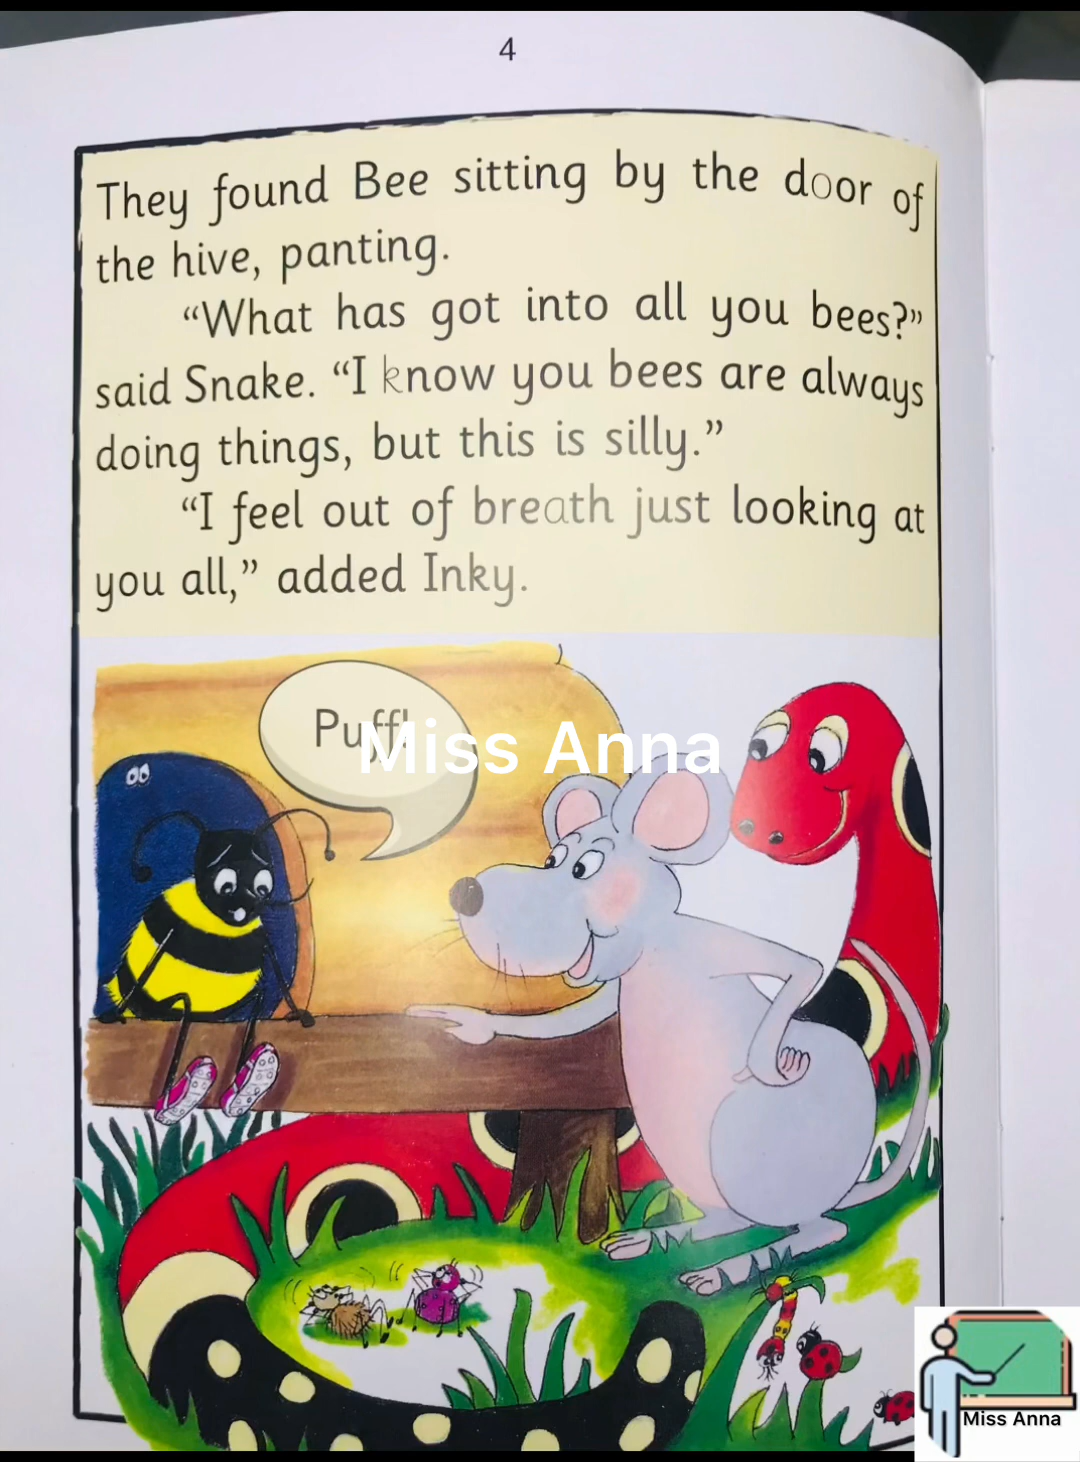 4
They found Bee sitting by the door of
the hive, panting.
“What has got into all you bees?”
said Snake. “I know you bees are always
doing things, but this is silly.”
“I feel out of breath just looking at
you all,” added Inky.
Puff!
Miss Anna
Miss Anna